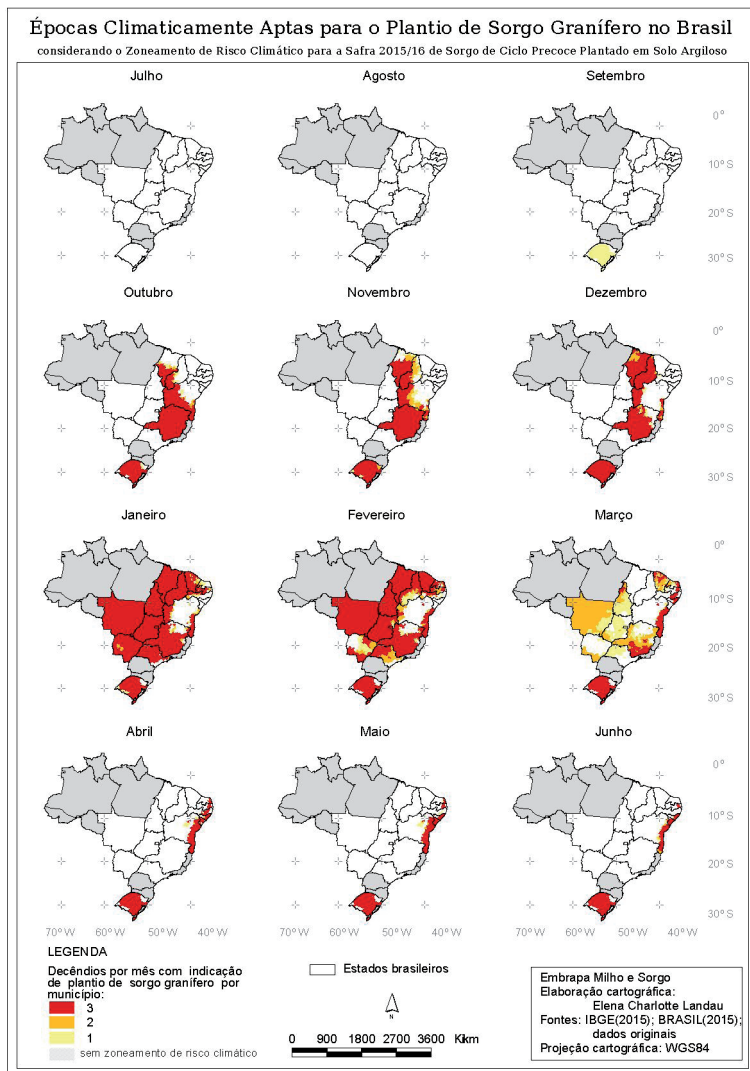 Épocas Climaticamente Aptas para o Plantio de Sorgo Granífero no Brasil
considerando o Zoneamento de Risco Climático para a Safra 2015/16 de Sorgo de Ciclo Precoce Plantado em Solo Argiloso
Julho
Agosto
Setembro
0°
10°S
20°S
30°S
Outubro
Novembro
Dezembro
0°
10°S
20°S
30°S
Janeiro
Fevereiro
Março
0°
10°S
20°S
30°S
Abril
Maio
Junho
0°
10°S
20°S
30°S
70°W 60°W 50°W 40°W
70°W 60°W 50°W 40°W
70°W 60°W 50°W 40°W
LEGENDA
Decêndios por mês com indicação
de plantio de sorgo granífero por
município:
3
2
1
sem zoneamento de risco climático
Estados brasileiros
N
0 900 1800 2700 3600 Kikm
Embrapa Milho e Sorgo
Elaboração cartográfica:
Elena Charlotte Landau
Fontes: IBGE(2015); BRASIL(2015);
dados originais
Projeção cartográfica: WGS84